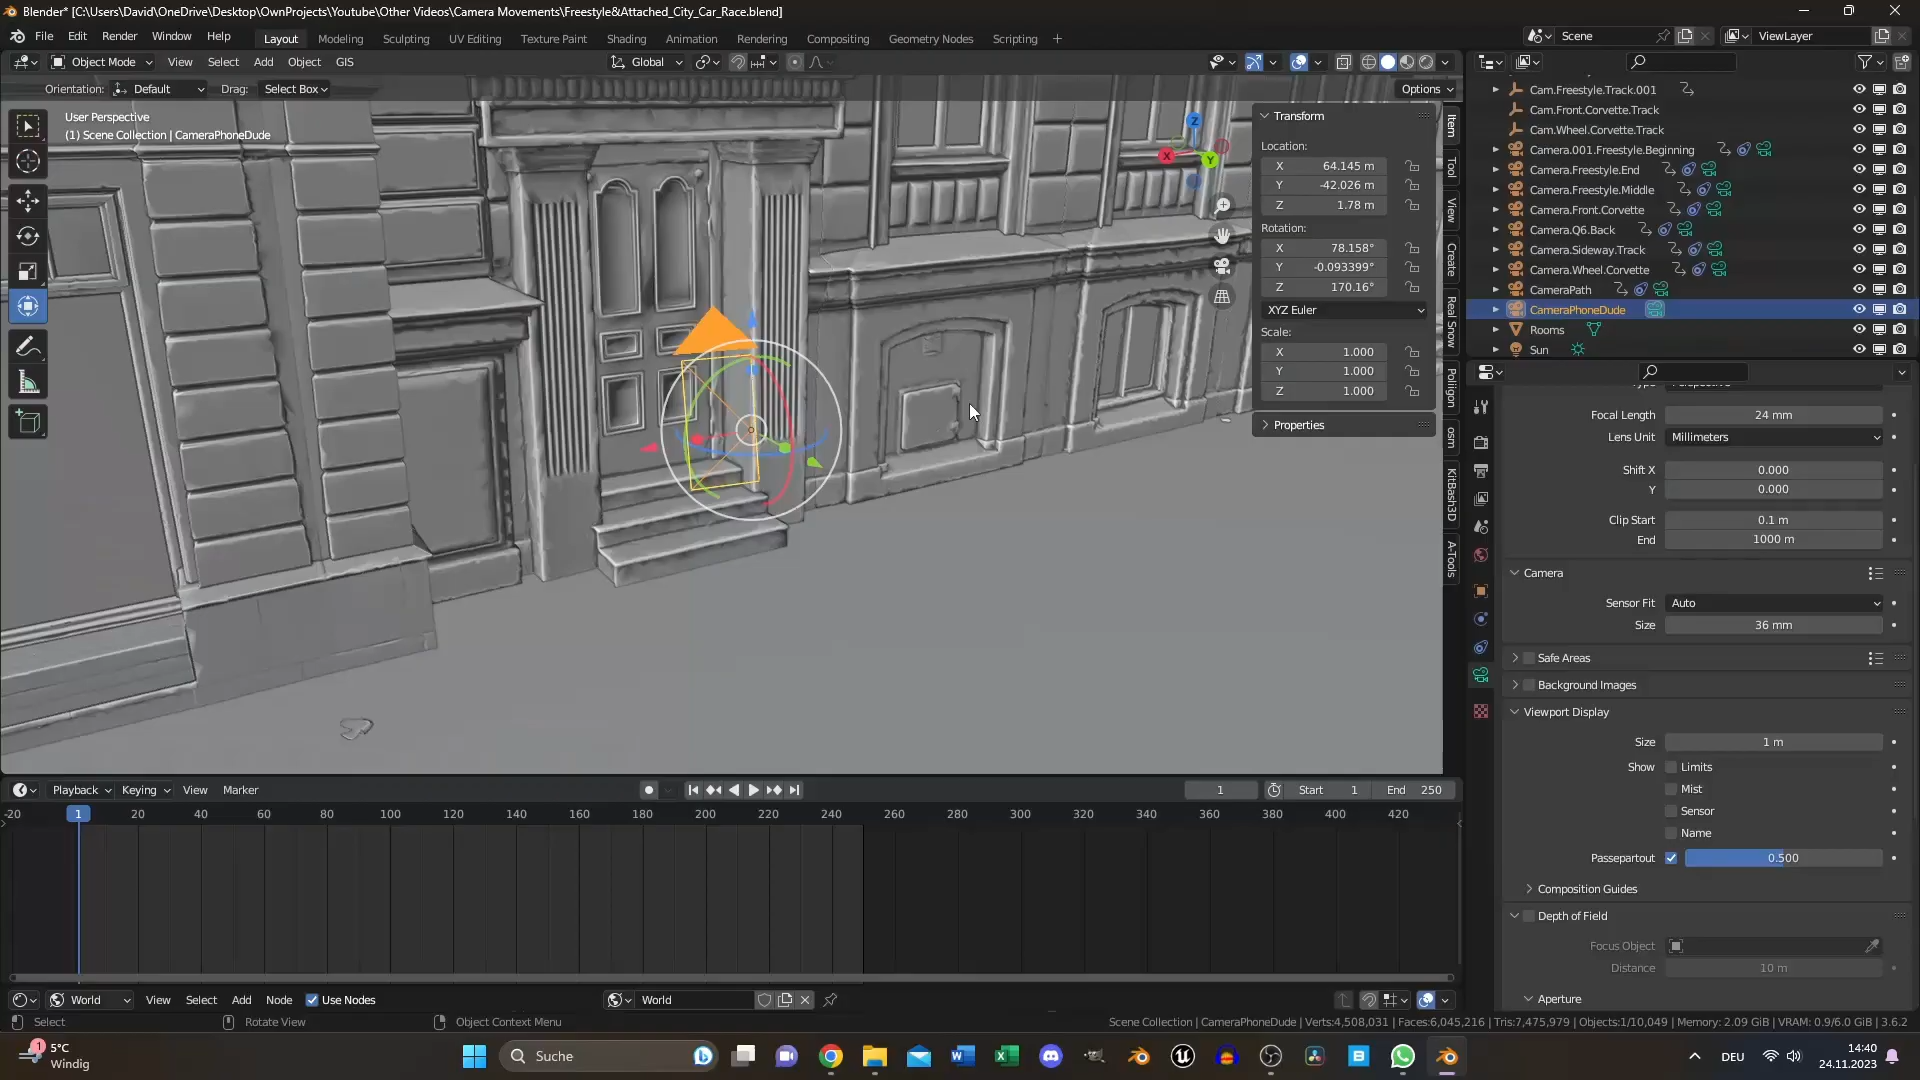 Blender* [C:\Users\David\OneDrive\Desktop\OwnProjects\Youtube\Other Videos\Camera Movements\Freestyle&Attached_City_Car_Race.blend]
File Edit Render Window Help Layout Modeling Sculpting UV Editing Texture Paint Shading Animation Rendering Compositing Geometry Nodes Scripting + Scene ViewLayer
Object Mode View Select Add Object GIS Global
Orientation: Default Drag: Select Box Options
User Perspective
(1) Scene Collection | CameraPhoneDude
Z
X
Y
Transform
Location:
X 64.145 m
Y -42.026 m
Z 1.78 m
Rotation:
X 78.158°
Y -0.093399°
Z 170.16°
XYZ Euler
Scale:
X 1.000
Y 1.000
Z 1.000
Properties
Item
Tool
View
Create
Real Snow
Poliigon
osm
KitBash3D
A-Tools
Cam.Freestyle.Track.001
Cam.Front.Corvette.Track
Cam.Wheel.Corvette.Track
Camera.001.Freestyle.Beginning
Camera.Freestyle.End
Camera.Freestyle.Middle
Camera.Front.Corvette
Camera.Q6.Back
Camera.Sideway.Track
Camera.Wheel.Corvette
CameraPath
CameraPhoneDude
Rooms
Sun
Focal Length 24 mm
Lens Unit Millimeters
Shift X 0.000
Y 0.000
Clip Start 0.1 m
End 1000 m
Camera
Sensor Fit Auto
Size 36 mm
Safe Areas
Background Images
Viewport Display
Size 1 m
Show Limits
Mist
Sensor
Name
Passepartout 0.500
Composition Guides
Depth of Field
Focus Object
Distance 10 m
Aperture
Playback Keying View Marker 1 Start 1 End 250
-20 1 20 40 60 80 100 120 140 160 180 200 220 240 260 280 300 320 340 360 380 400 420
World View Select Add Node Use Nodes World
Select Rotate View Object Context Menu Scene Collection | CameraPhoneDude | Verts:4,508,031 | Faces:6,045,216 | Tris:7,475,979 | Objects:1/10,049 | Memory: 2.09 GiB | VRAM: 0.9/6.0 GiB | 3.6.2
1 5°C
Windig
Suche
DEU
14:40
24.11.2023